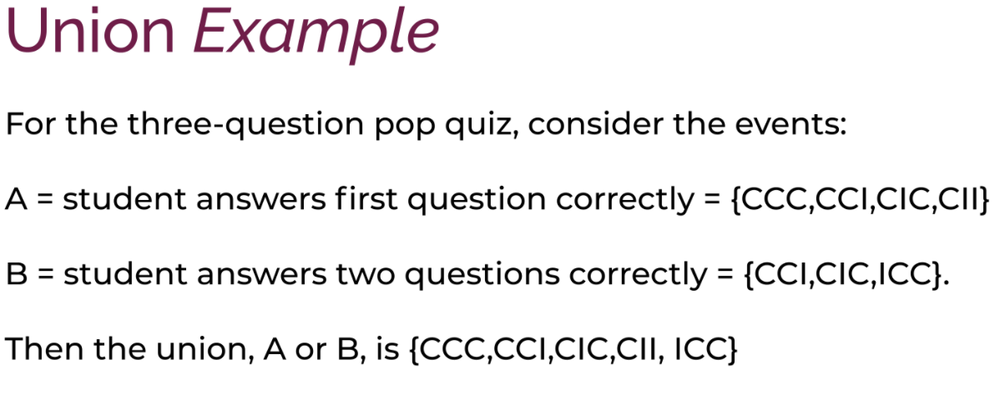 Union Example
For the three-question pop quiz, consider the events:
A = student answers first question correctly = {CCC,CCI,CIC,CII}
B = student answers two questions correctly = {CCI,CIC,ICC}.
Then the union, A or B, is {CCC,CCI,CIC,CII, ICC}